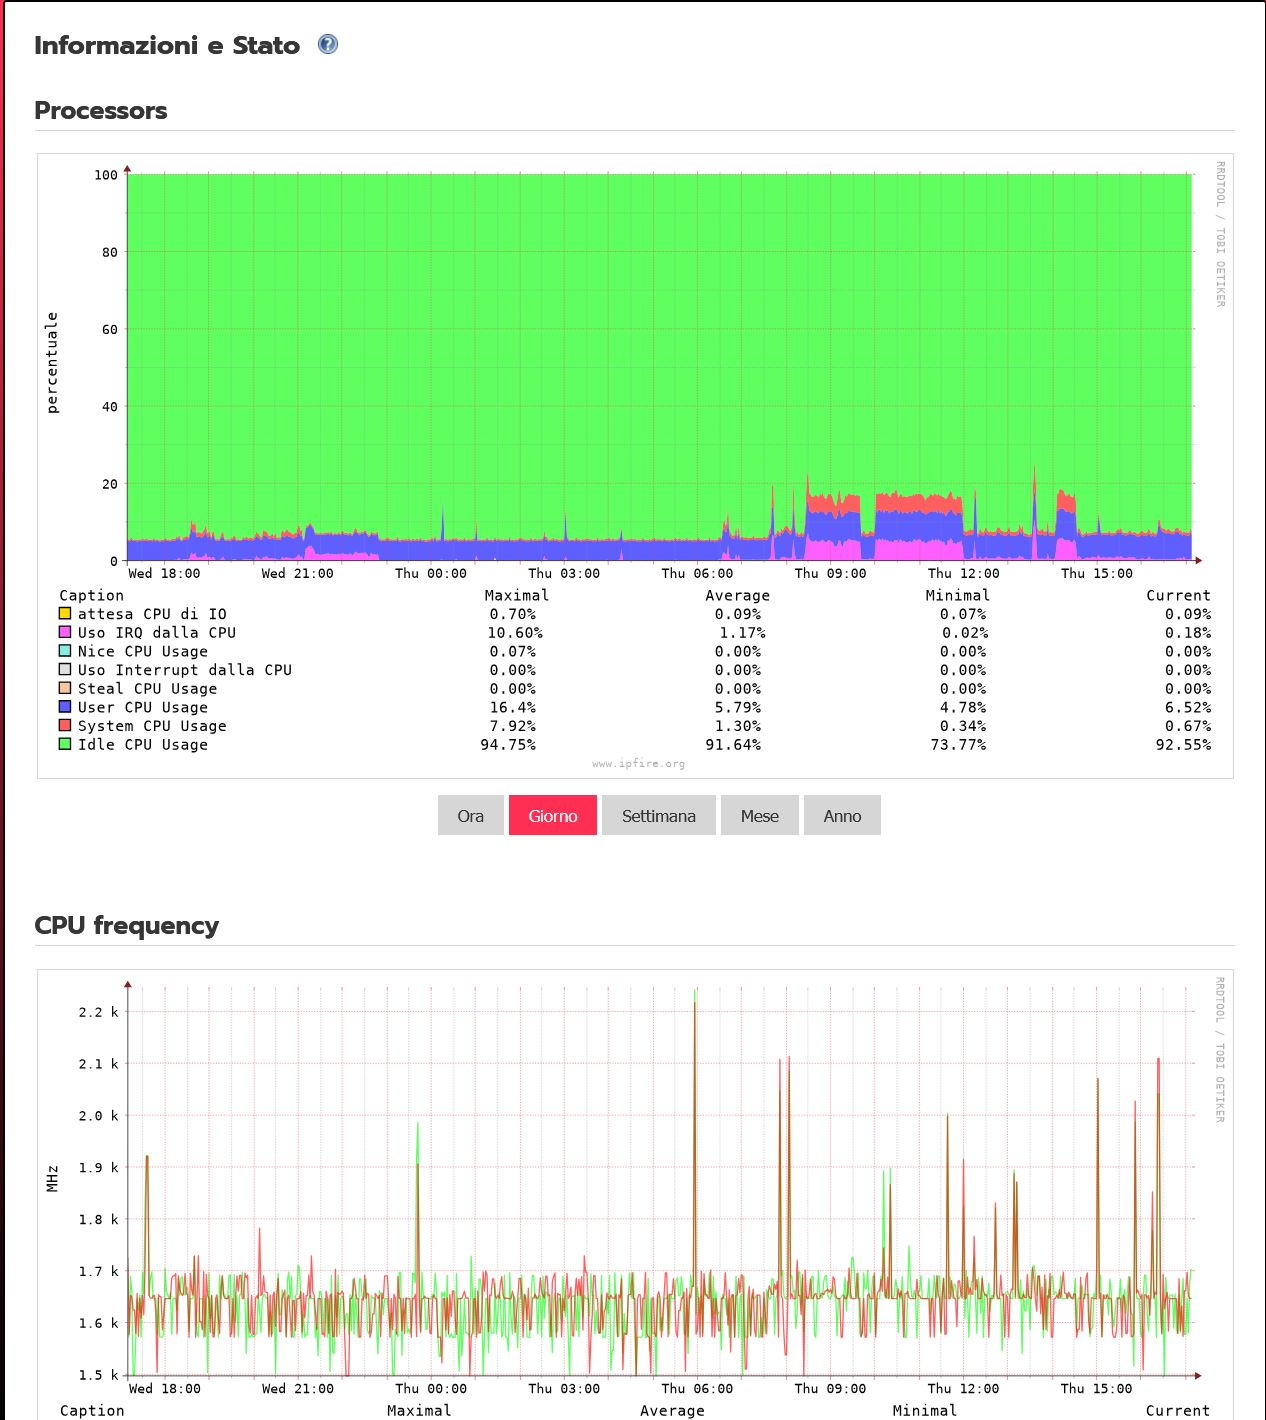 Informazioni e Stato
Processors
RRDTOOL / TOBI OETIKER
percentuale
100
80
60
40
20
0
Wed 18:00 Wed 21:00 Thu 00:00 Thu 03:00 Thu 06:00 Thu 09:00 Thu 12:00 Thu 15:00
Caption Maximal Average Minimal Current
attesa CPU di IO 0.70% 0.09% 0.07% 0.09%
Uso IRQ dalla CPU 10.60% 1.17% 0.02% 0.18%
Nice CPU Usage 0.07% 0.00% 0.00% 0.00%
Uso Interrupt dalla CPU 0.00% 0.00% 0.00% 0.00%
Steal CPU Usage 0.00% 0.00% 0.00% 0.00%
User CPU Usage 16.4% 5.79% 4.78% 6.52%
System CPU Usage 7.92% 1.30% 0.34% 0.67%
Idle CPU Usage 94.75% 91.64% 73.77% 92.55%
www.ipfire.org
Ora Giorno Settimana Mese Anno
CPU frequency
RRDTOOL / TOBI OETIKER
MHz
2.2 k
2.1 k
2.0 k
1.9 k
1.8 k
1.7 k
1.6 k
1.5 k
Wed 18:00 Wed 21:00 Thu 00:00 Thu 03:00 Thu 06:00 Thu 09:00 Thu 12:00 Thu 15:00
Caption Maximal Average Minimal Current